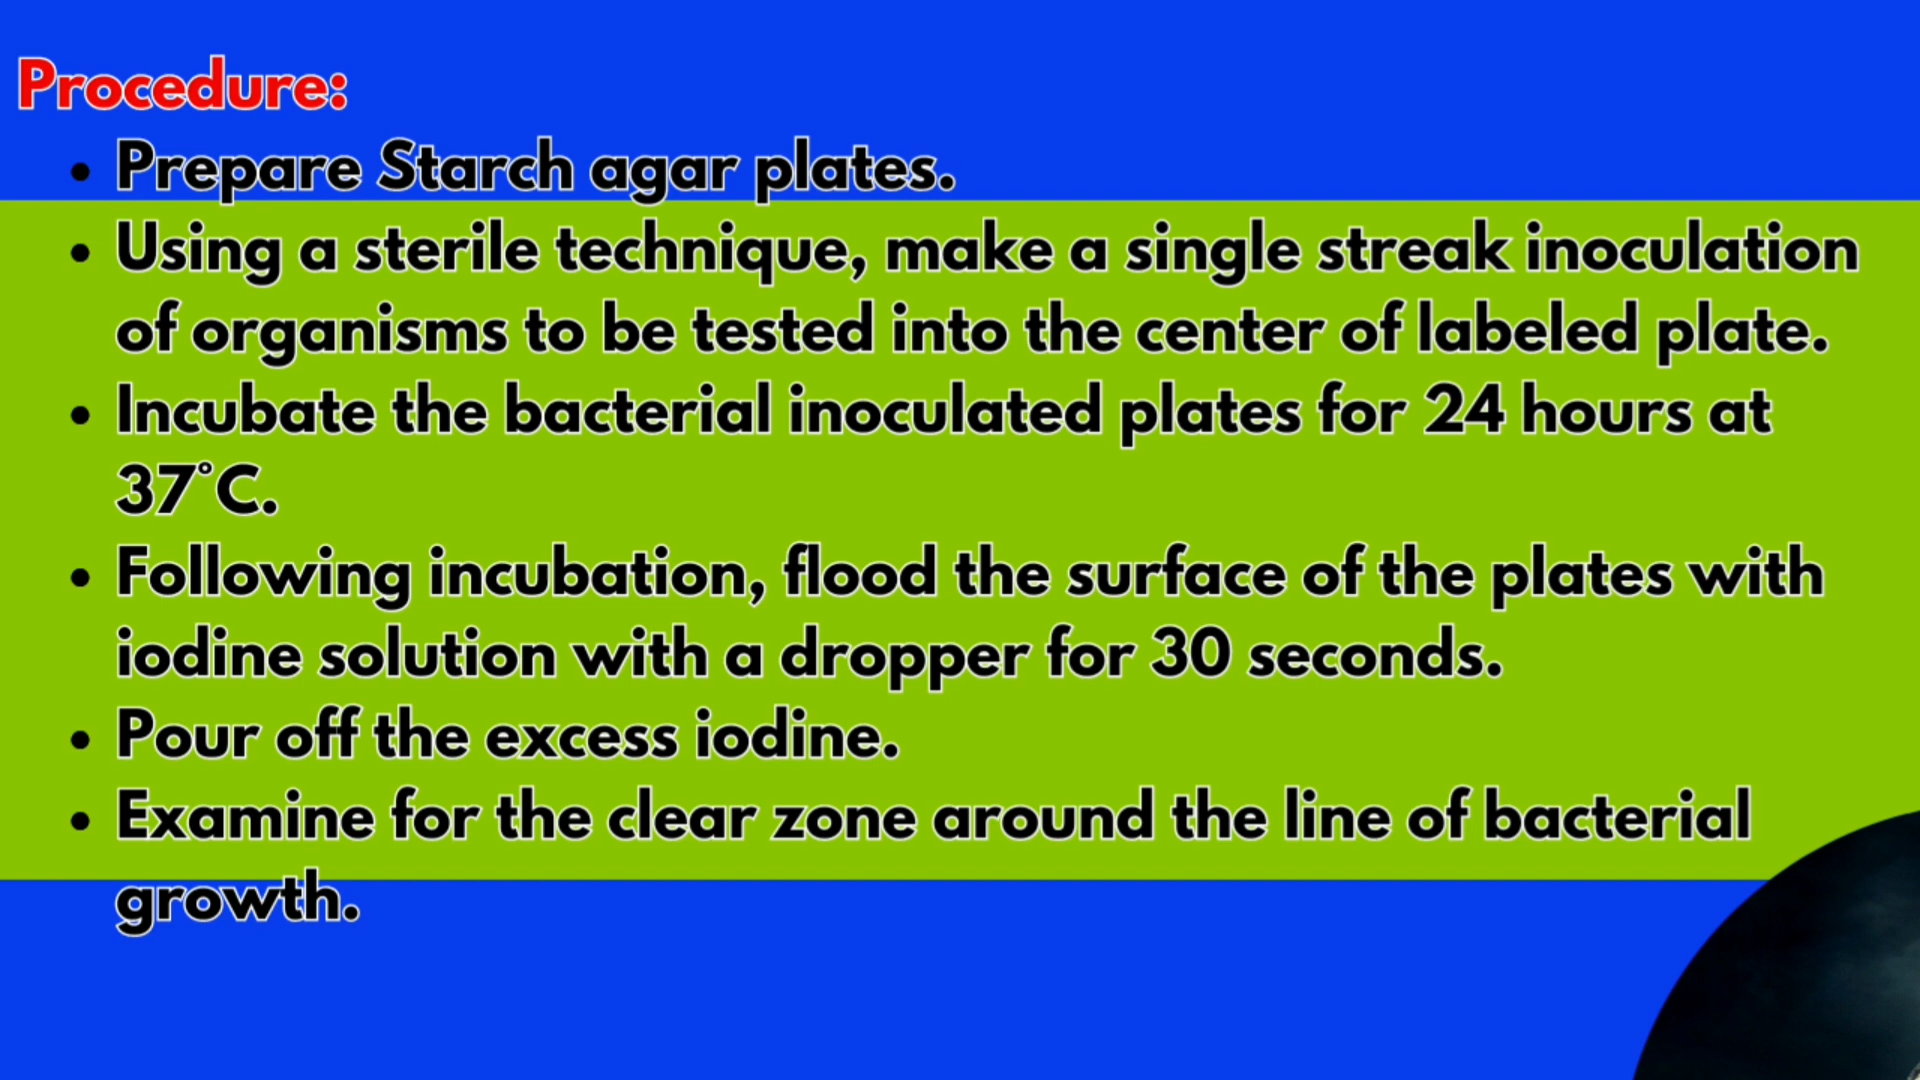 Procedure:
• Prepare Starch agar plates.
• Using a sterile technique, make a single streak inoculation
of organisms to be tested into the center of labeled plate.
• Incubate the bacterial inoculated plates for 24 hours at
37°C.
• Following incubation, flood the surface of the plates with
iodine solution with a dropper for 30 seconds.
• Pour off the excess iodine.
• Examine for the clear zone around the line of bacterial
growth.